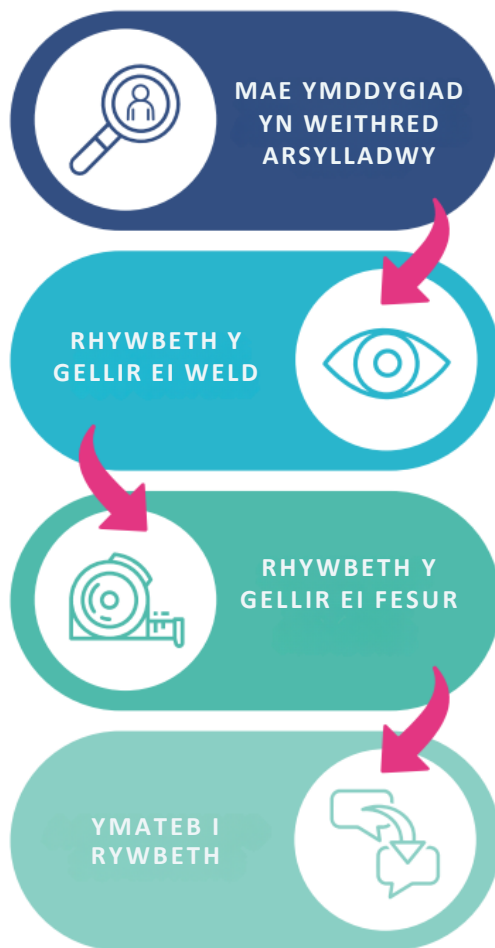 MAE YMDDYGIAD
YN WEITHRED
ARSYLLADWY
RHYWBETH Y
GELLIR EI WELD
RHYWBETH Y
GELLIR EI FESUR
YMATEB I
RYWBETH